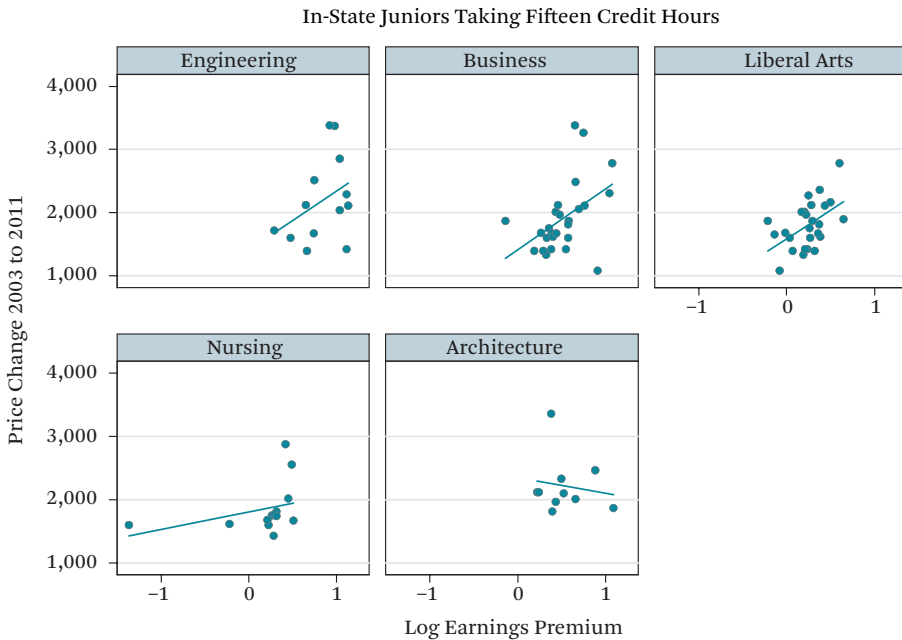 In-State Juniors Taking Fifteen Credit Hours
Engineering Business Liberal Arts
4,000
3,000
2,000
1,000
−1 0 1
Nursing Architecture
4,000
3,000
2,000
1,000
−1 0 1 −1 0 1
Price Change 2003 to 2011
Log Earnings Premium